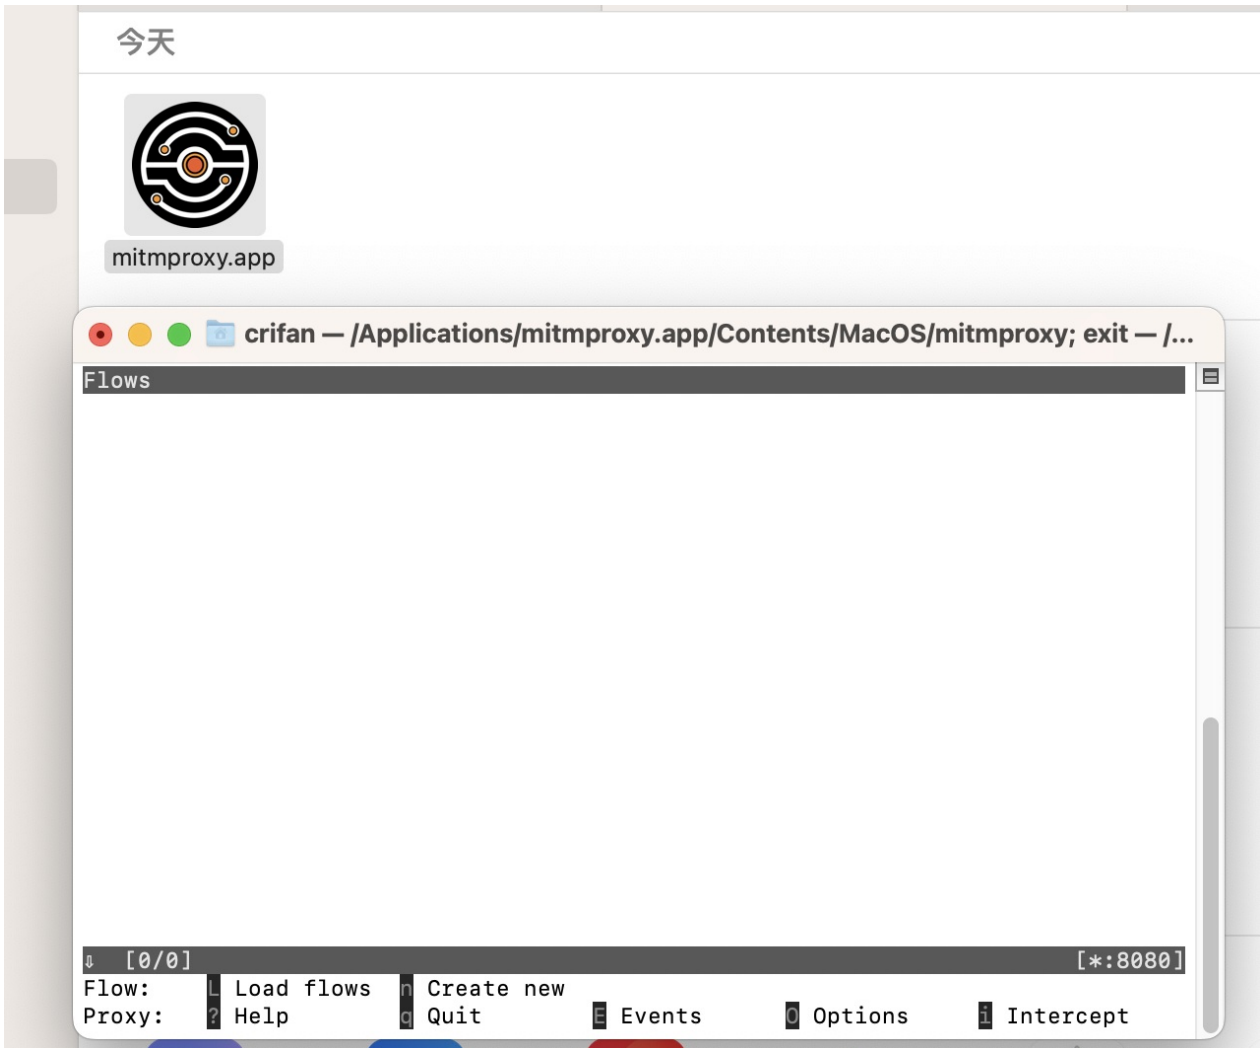 今天
mitmproxy.app
crifan — /Applications/mitmproxy.app/Contents/MacOS/mitmproxy; exit — /...
Flows
⇩ [0/0] [*:8080]
Flow: L Load flows n Create new
Proxy: ? Help q Quit E Events O Options i Intercept